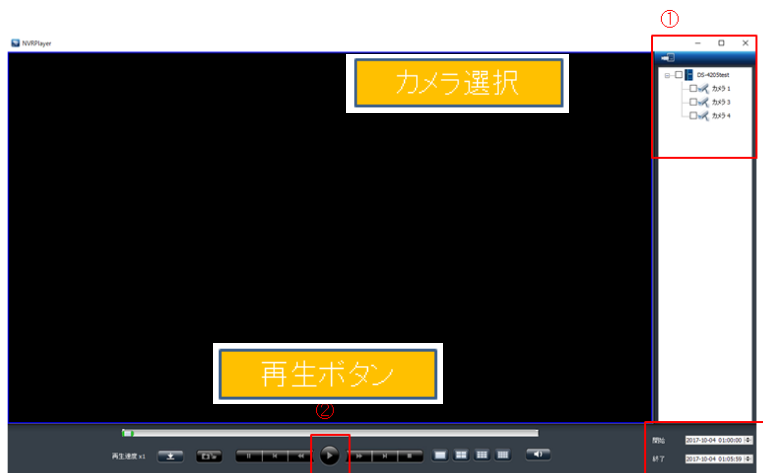 ①
NVRPlayer
カメラ選択
DS-4205test
カメラ 1
カメラ 3
カメラ 4
再生ボタン
②
開始 2017-10-04 01:00:00
再生速度 x1
終了 2017-10-04 01:05:59